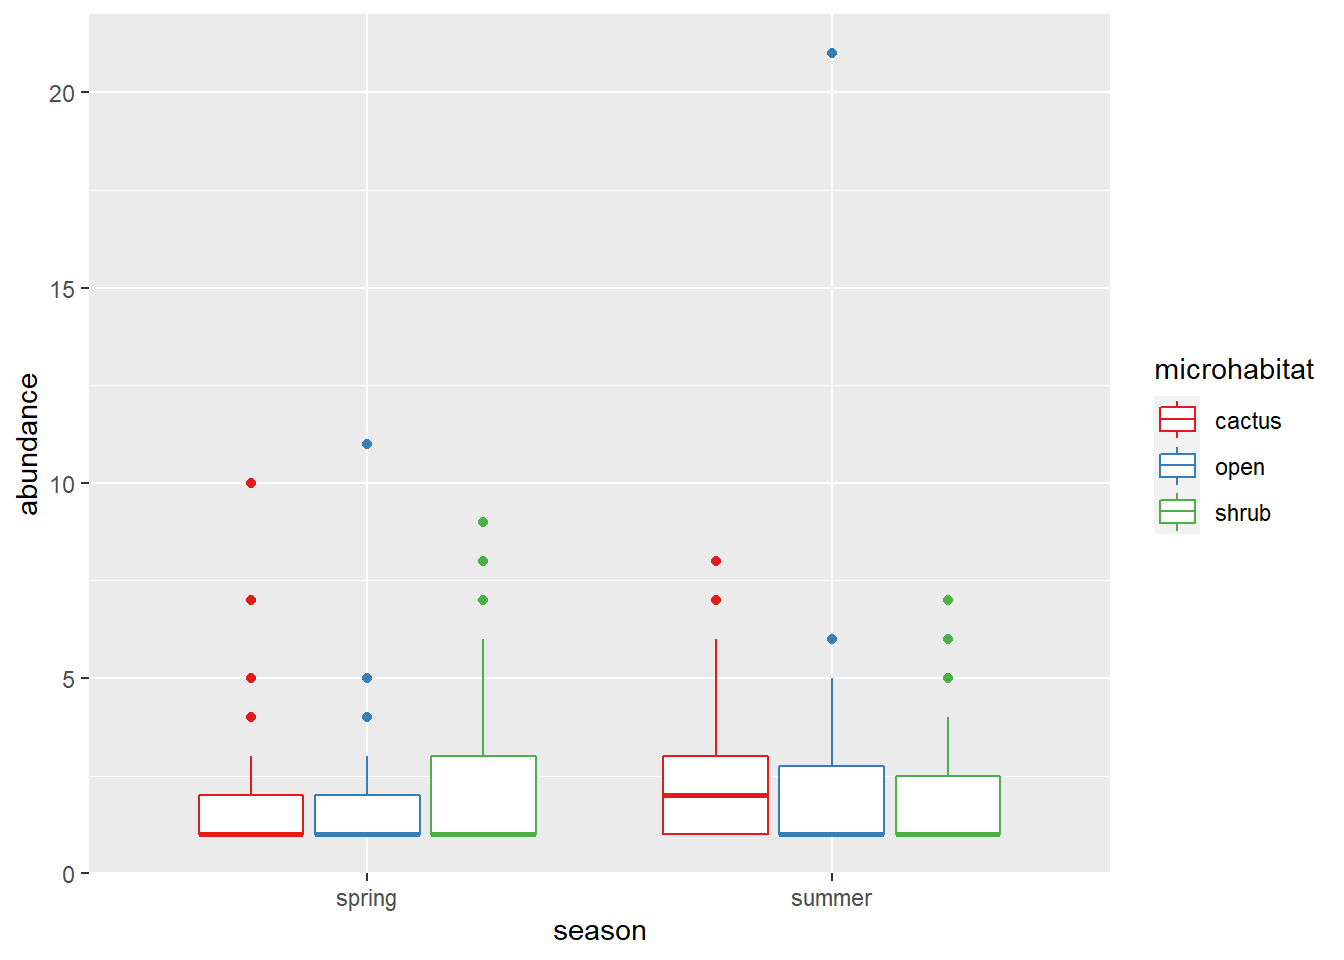 abundance
20
15
10
5
0
spring
summer
season
microhabitat
cactus
open
shrub